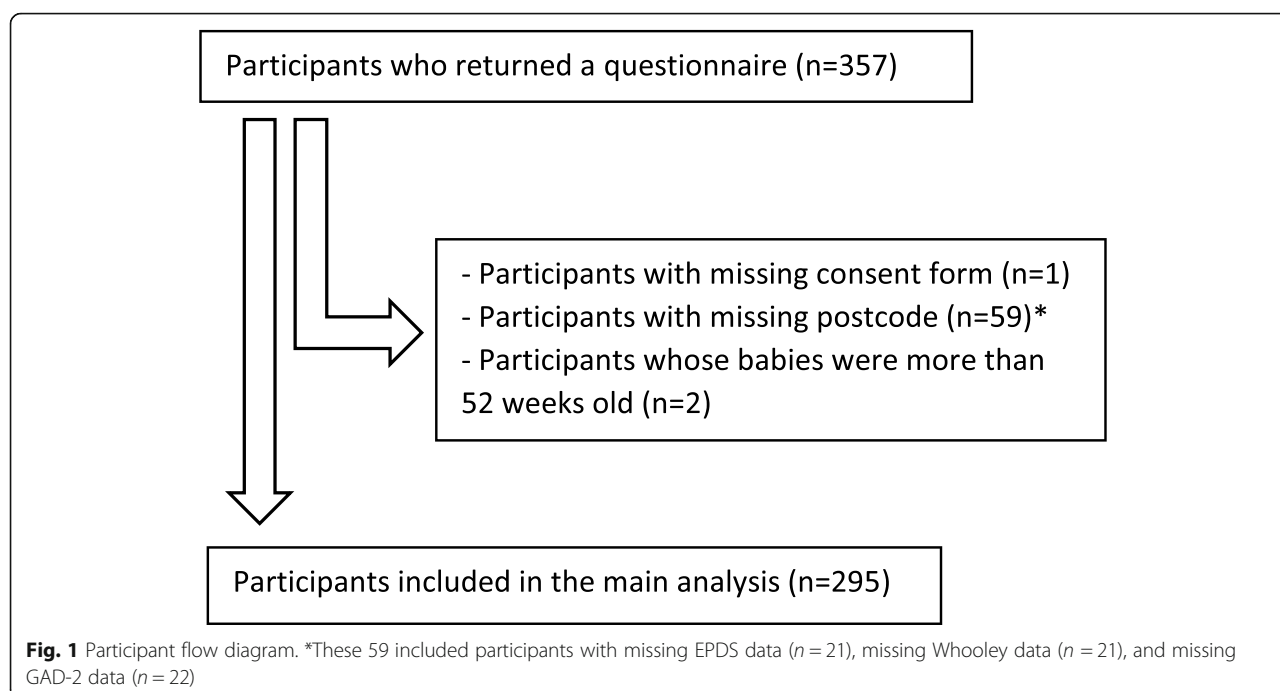 Participants who returned a questionnaire (n=357)
- Participants with missing consent form (n=1)
- Participants with missing postcode (n=59)*
- Participants whose babies were more than
52 weeks old (n=2)
Participants included in the main analysis (n=295)
Fig. 1 Participant flow diagram. *These 59 included participants with missing EPDS data (n = 21), missing Whooley data (n = 21), and missing
GAD-2 data (n = 22)